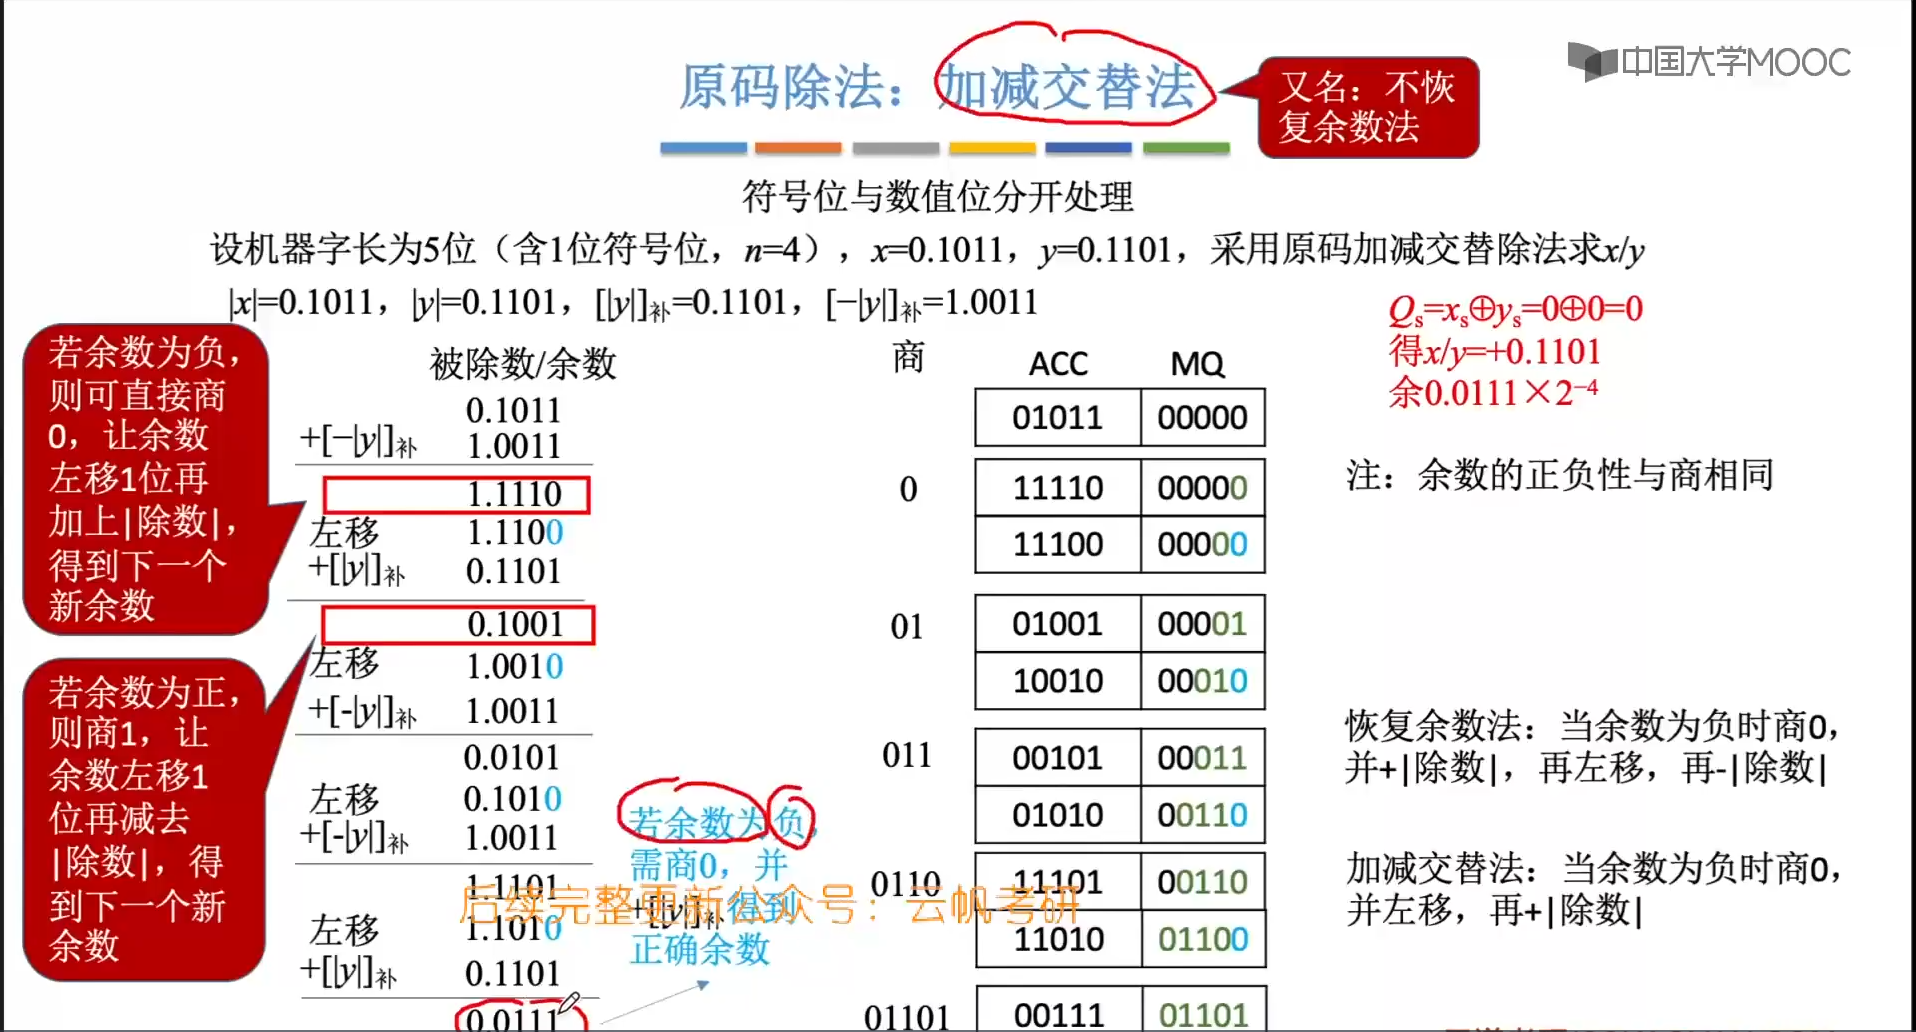 中国大学MOOC
原码除法：加减交替法
又名：不恢
复余数法
符号位与数值位分开处理
设机器字长为5位（含1位符号位，n=4），x=0.1011，y=0.1101，采用原码加减交替除法求x/y
|x|=0.1011，|y|=0.1101，[|y|]补=0.1101，[−|y|]补=1.0011
Qs=xs⊕ys=0⊕0=0
得x/y=+0.1101
余0.0111×2⁻⁴
注：余数的正负性与商相同
若余数为负，
则可直接商
0，让余数
左移1位再
加上|除数|，
得到下一个
新余数
若余数为正，
则商1，让
余数左移1
位再减去
|除数|，得
到下一个新
余数
被除数/余数
0.1011
+[−|y|]补 1.0011
1.1110
左移 1.1100
+[|y|]补 0.1101
0.1001
左移 1.0010
+[-|y|]补 1.0011
0.0101
左移 0.1010
+[-|y|]补 1.0011
1.1101
左移 1.1010
+[|y|]补 0.1101
0.0111
若余数为负，
需商0，并
+[|y|]补得到
正确余数
后续完整更新公众号：云帆考研
商 ACC MQ
01011 00000
0 11110 00000
11100 00000
01 01001 00001
10010 00010
011 00101 00011
01010 00110
0110 11101 00110
11010 01100
01101 00111 01101
恢复余数法：当余数为负时商0，
并+|除数|，再左移，再-|除数|
加减交替法：当余数为负时商0，
并左移，再+|除数|